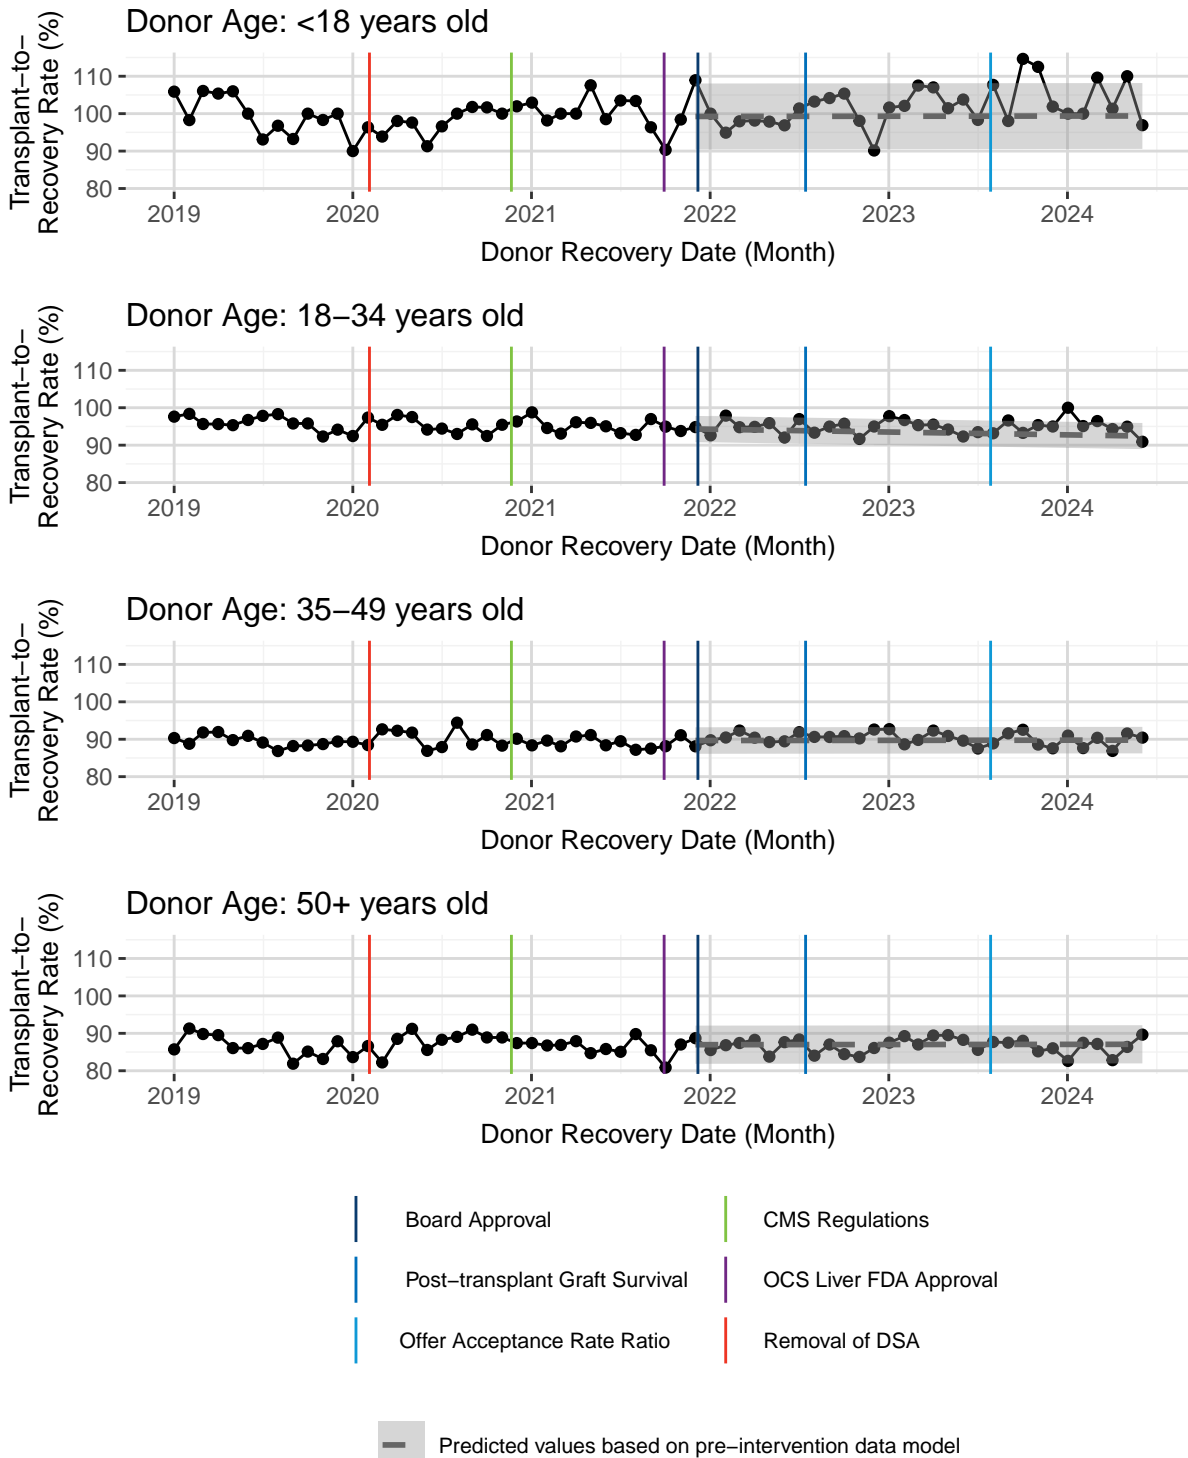 Donor Age: <18 years old
Transplant−to−
Recovery Rate (%)
110
100
90
80
2019
2020
2021
2022
2023
2024
Donor Recovery Date (Month)
Donor Age: 18−34 years old
Transplant−to−
Recovery Rate (%)
110
100
90
80
2019
2020
2021
2022
2023
2024
Donor Recovery Date (Month)
Donor Age: 35−49 years old
Transplant−to−
Recovery Rate (%)
110
100
90
80
2019
2020
2021
2022
2023
2024
Donor Recovery Date (Month)
Donor Age: 50+ years old
Transplant−to−
Recovery Rate (%)
110
100
90
80
2019
2020
2021
2022
2023
2024
Donor Recovery Date (Month)
Board Approval
CMS Regulations
Post−transplant Graft Survival
OCS Liver FDA Approval
Offer Acceptance Rate Ratio
Removal of DSA
Predicted values based on pre−intervention data model